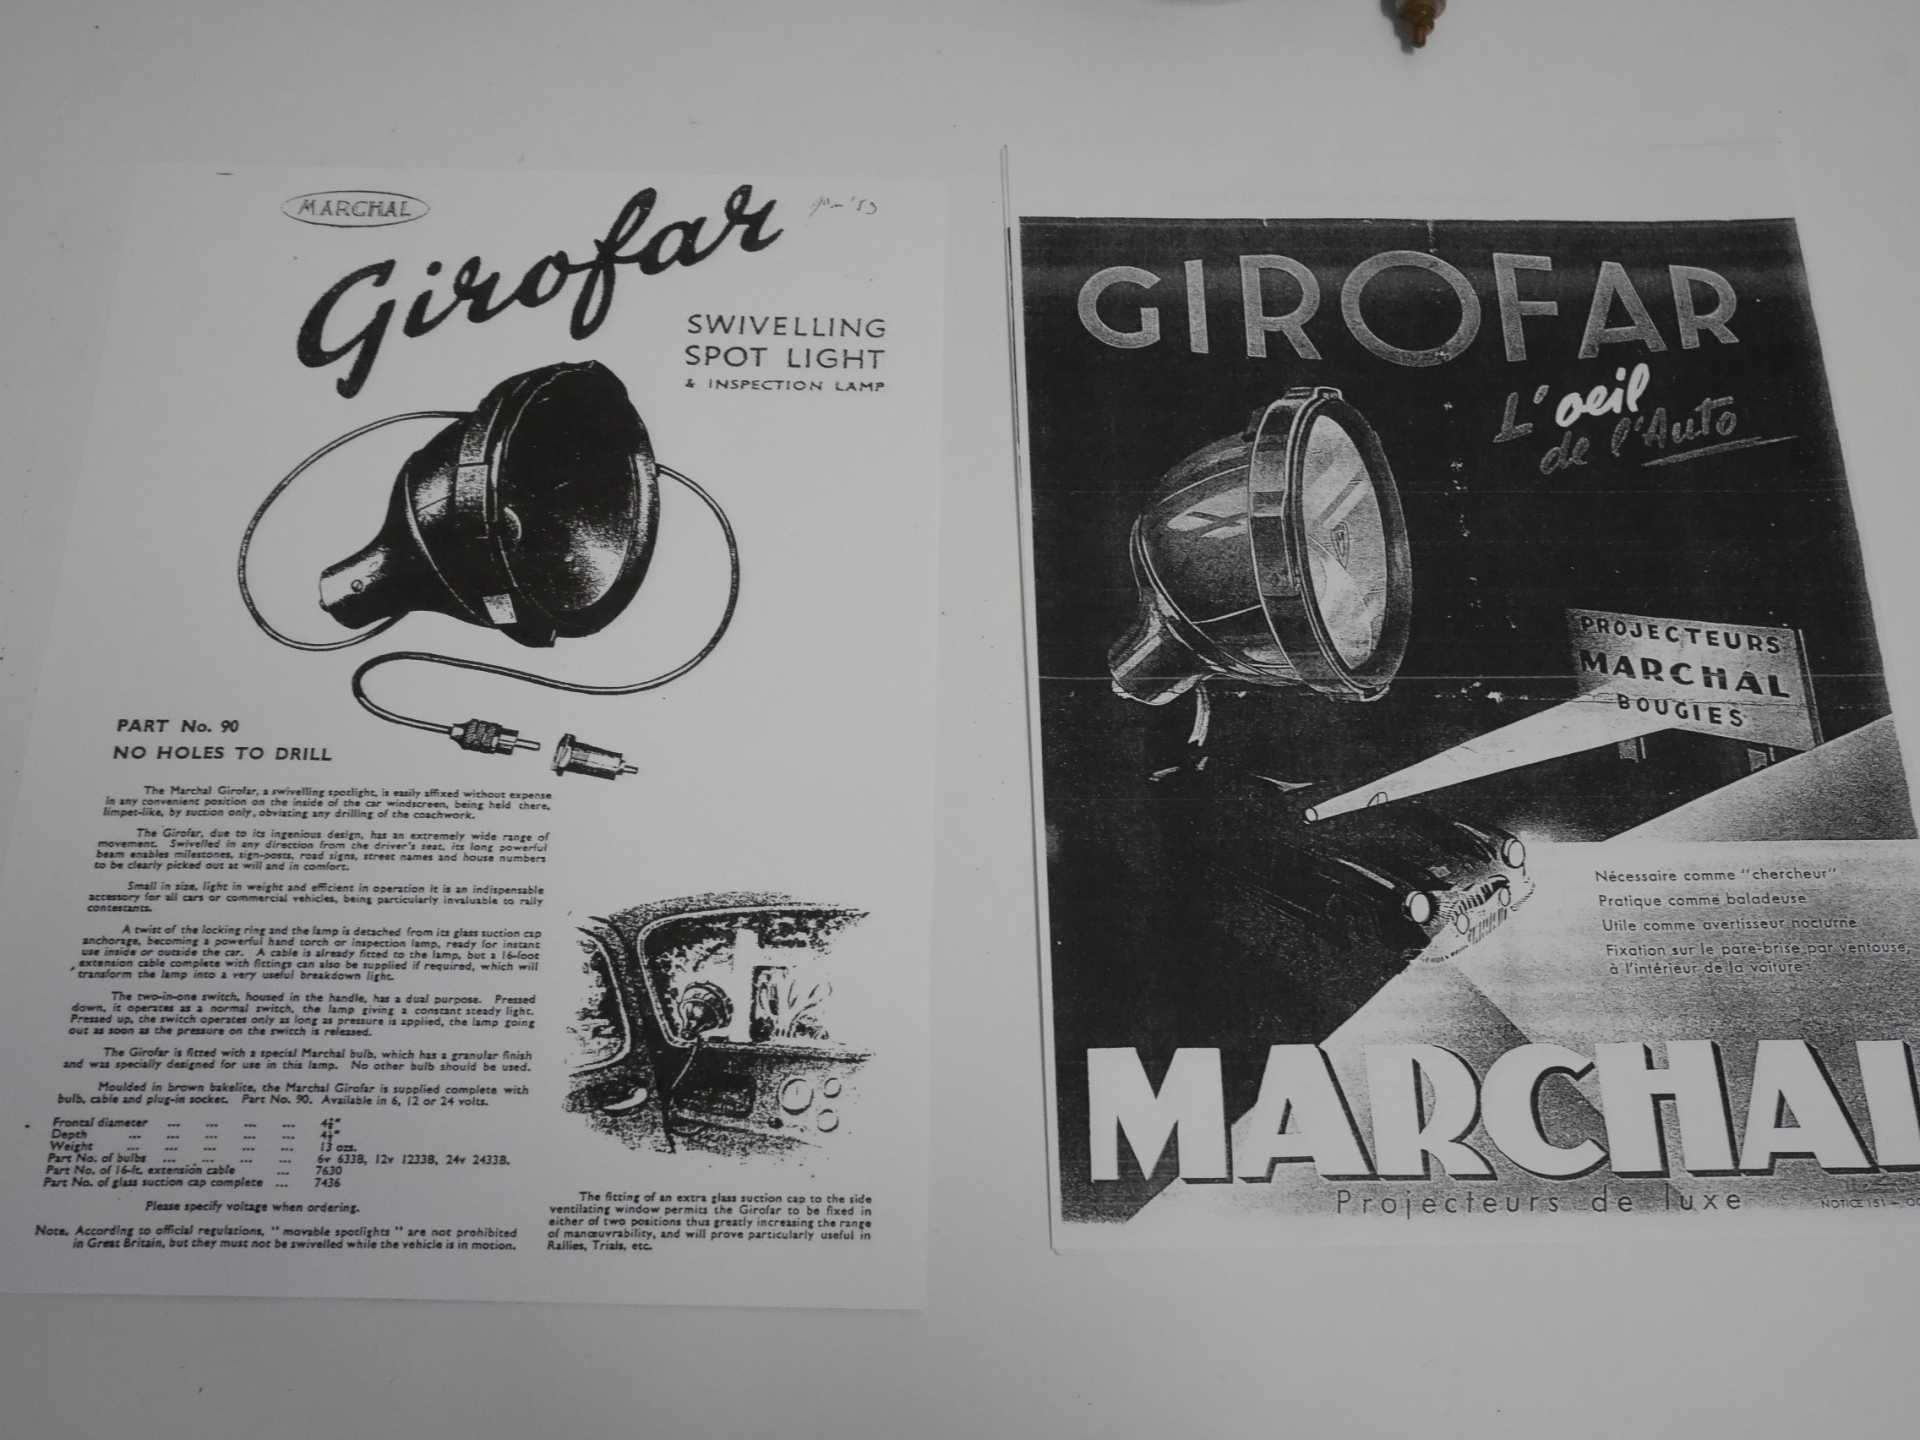 MARCHAL
Girofar
SWIVELLING
SPOT LIGHT
& INSPECTION LAMP
PART No. 90
NO HOLES TO DRILL
The Marchal Girofar, a swivelling spotlight, is easily affixed without expense
in any convenient position on the inside of the car windscreen, being held there,
limpet-like, by suction only, obviating any drilling of the coachwork.
The Girofar, due to its ingenious design, has an extremely wide range of
movement. Swivelled in any direction from the driver's seat, its long powerful
beam enables milestones, sign-posts, road signs, street names and house numbers
to be clearly picked out at will and in comfort.
Small in size, light in weight and efficient in operation it is an indispensable
accessory for all cars or commercial vehicles, being particularly invaluable to rally
contestants.
A twist of the locking ring and the lamp is detached from its glass suction cap
anchorage, becoming a powerful hand torch or inspection lamp, ready for instant
use inside or outside the car. A cable is already fitted to the lamp, but a 16-foot
extension cable complete with fittings can also be supplied if required, which will
transform the lamp into a very useful breakdown light.
The two-in-one switch, housed in the handle, has a dual purpose. Pressed
down, it operates as a normal switch, the lamp giving a constant steady light.
Pressed up, the switch operates only as long as pressure is applied, the lamp going
out as soon as the pressure on the switch is released.
The Girofar is fitted with a special Marchal bulb, which has a granular finish
and was specially designed for use in this lamp. No other bulb should be used.
Moulded in brown bakelite, the Marchal Girofar is supplied complete with
bulb, cable and plug-in socket. Part No. 90. Available in 6, 12 or 24 volts.
Frontal diameter ... ... ... ...
Depth ... ... ... ... ...
Weight ... ... ... ... ... 13 ozs.
Part No. of bulbs ... ... ... ... 6v 633B, 12v 1233B, 24v 2433B.
Part No. of 16-ft. extension cable ... 7630
Part No. of glass suction cap complete ... 7436
Please specify voltage when ordering.
Note. According to official regulations, "movable spotlights" are not prohibited
in Great Britain, but they must not be swivelled while the vehicle is in motion.
The fitting of an extra glass suction cap to the side
ventilating window permits the Girofar to be fixed in
either of two positions thus greatly increasing the range
of manœuvrability, and will prove particularly useful in
Rallies, Trials, etc.
GIROFAR
L'oeil
de l'Auto
PROJECTEURS
MARCHAL
BOUGIES
Nécessaire comme "chercheur"
Pratique comme baladeuse
Utile comme avertisseur nocturne
Fixation sur le pare-brise par ventouse,
à l'intérieur de la voiture
MARCHAL
Projecteurs de luxe
NOTICE 151